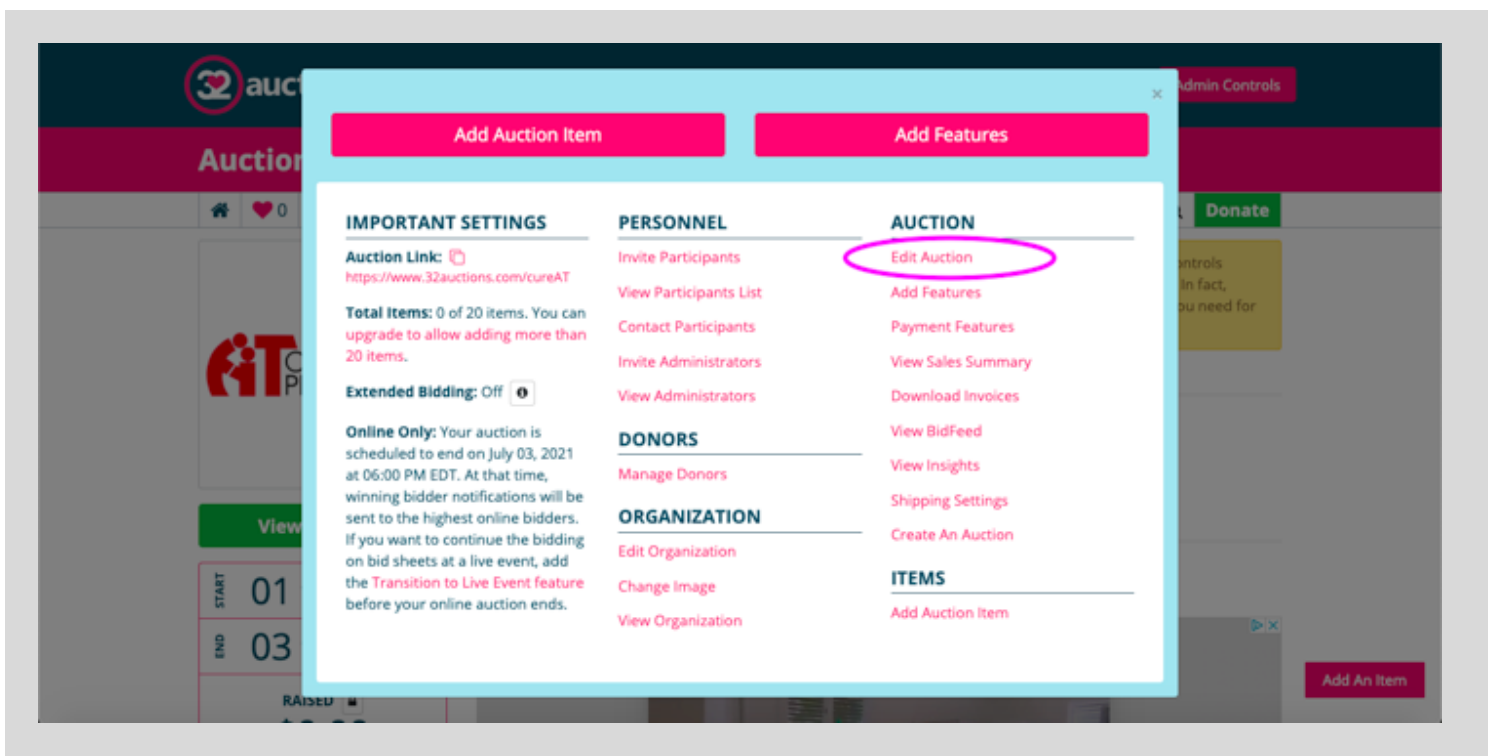 32 auct
Admin Controls
×
Add Auction Item
Add Features
Auction
0
Donate
IMPORTANT SETTINGS
Auction Link:
https://www.32auctions.com/cureAT
Total Items: 0 of 20 items. You can
upgrade to allow adding more than
20 items.
Extended Bidding: Off
Online Only: Your auction is
scheduled to end on July 03, 2021
at 06:00 PM EDT. At that time,
winning bidder notifications will be
sent to the highest online bidders.
If you want to continue the bidding
on bid sheets at a live event, add
the Transition to Live Event feature
before your online auction ends.
PERSONNEL
Invite Participants
View Participants List
Contact Participants
Invite Administrators
View Administrators
DONORS
Manage Donors
ORGANIZATION
Edit Organization
Change Image
View Organization
AUCTION
Edit Auction
Add Features
Payment Features
View Sales Summary
Download Invoices
View BidFeed
View Insights
Shipping Settings
Create An Auction
ITEMS
Add Auction Item
ontrols
In fact,
ou need for
View
START
01
END
03
RAISED
Add An Item